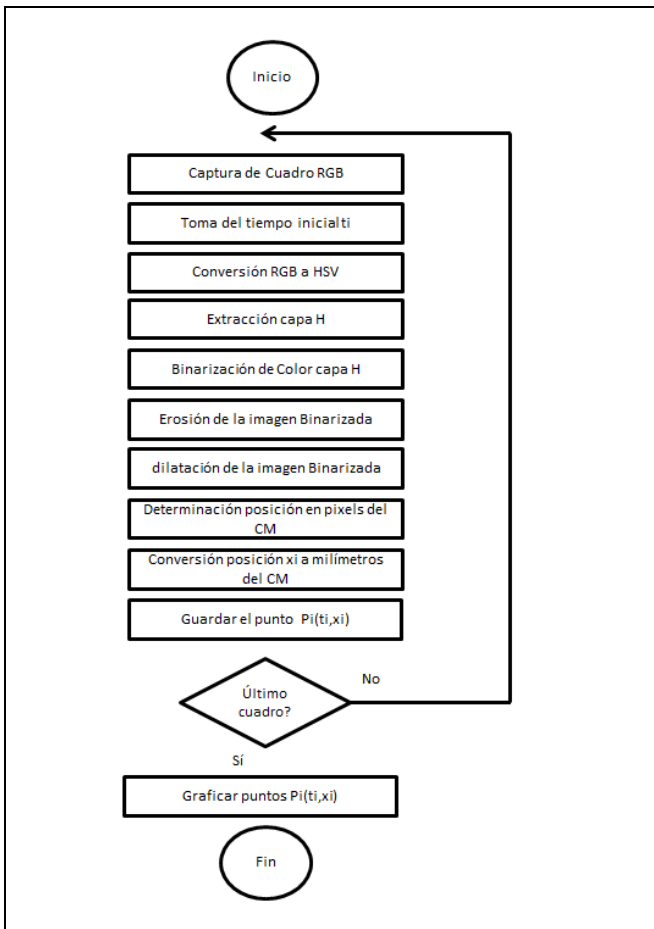 Inicio
Captura de Cuadro RGB
Toma del tiempo inicialti
Conversión RGB a HSV
Extracción capa H
Binarización de Color capa H
Erosión de la imagen Binarizada
dilatación de la imagen Binarizada
Determinación posición en pixels del
CM
Conversión posición xi a milímetros
del CM
Guardar el punto Pi(ti,xi)
No
Último
cuadro?
Sí
Graficar puntos Pi(ti,xi)
Fin